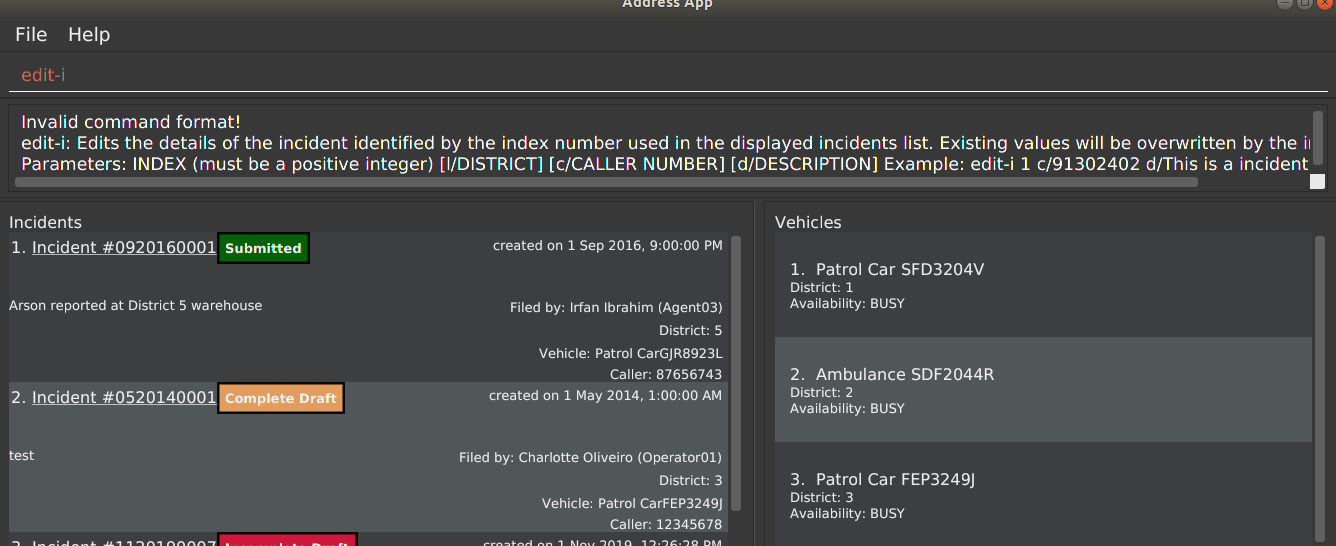 Address App
File Help
edit-i
Invalid command format!
edit-i: Edits the details of the incident identified by the index number used in the displayed incidents list. Existing values will be overwritten by the
Parameters: INDEX (must be a positive integer) [l/DISTRICT] [c/CALLER NUMBER] [d/DESCRIPTION] Example: edit-i 1 c/91302402 d/This is a incident
Incidents
1. Incident #0920160001 Submitted created on 1 Sep 2016, 9:00:00 PM
Arson reported at District 5 warehouse Filed by: Irfan Ibrahim (Agent03)
District: 5
Vehicle: Patrol CarGJR8923L
Caller: 87656743
2. Incident #0520140001 Complete Draft created on 1 May 2014, 1:00:00 AM
test Filed by: Charlotte Oliveiro (Operator01)
District: 3
Vehicle: Patrol CarFEP3249J
Caller: 12345678
3. Incident #1120190007 Incomplete Draft created on 1 Nov 2019, 12:26:28 PM
Vehicles
1. Patrol Car SFD3204V
District: 1
Availability: BUSY
2. Ambulance SDF2044R
District: 2
Availability: BUSY
3. Patrol Car FEP3249J
District: 3
Availability: BUSY